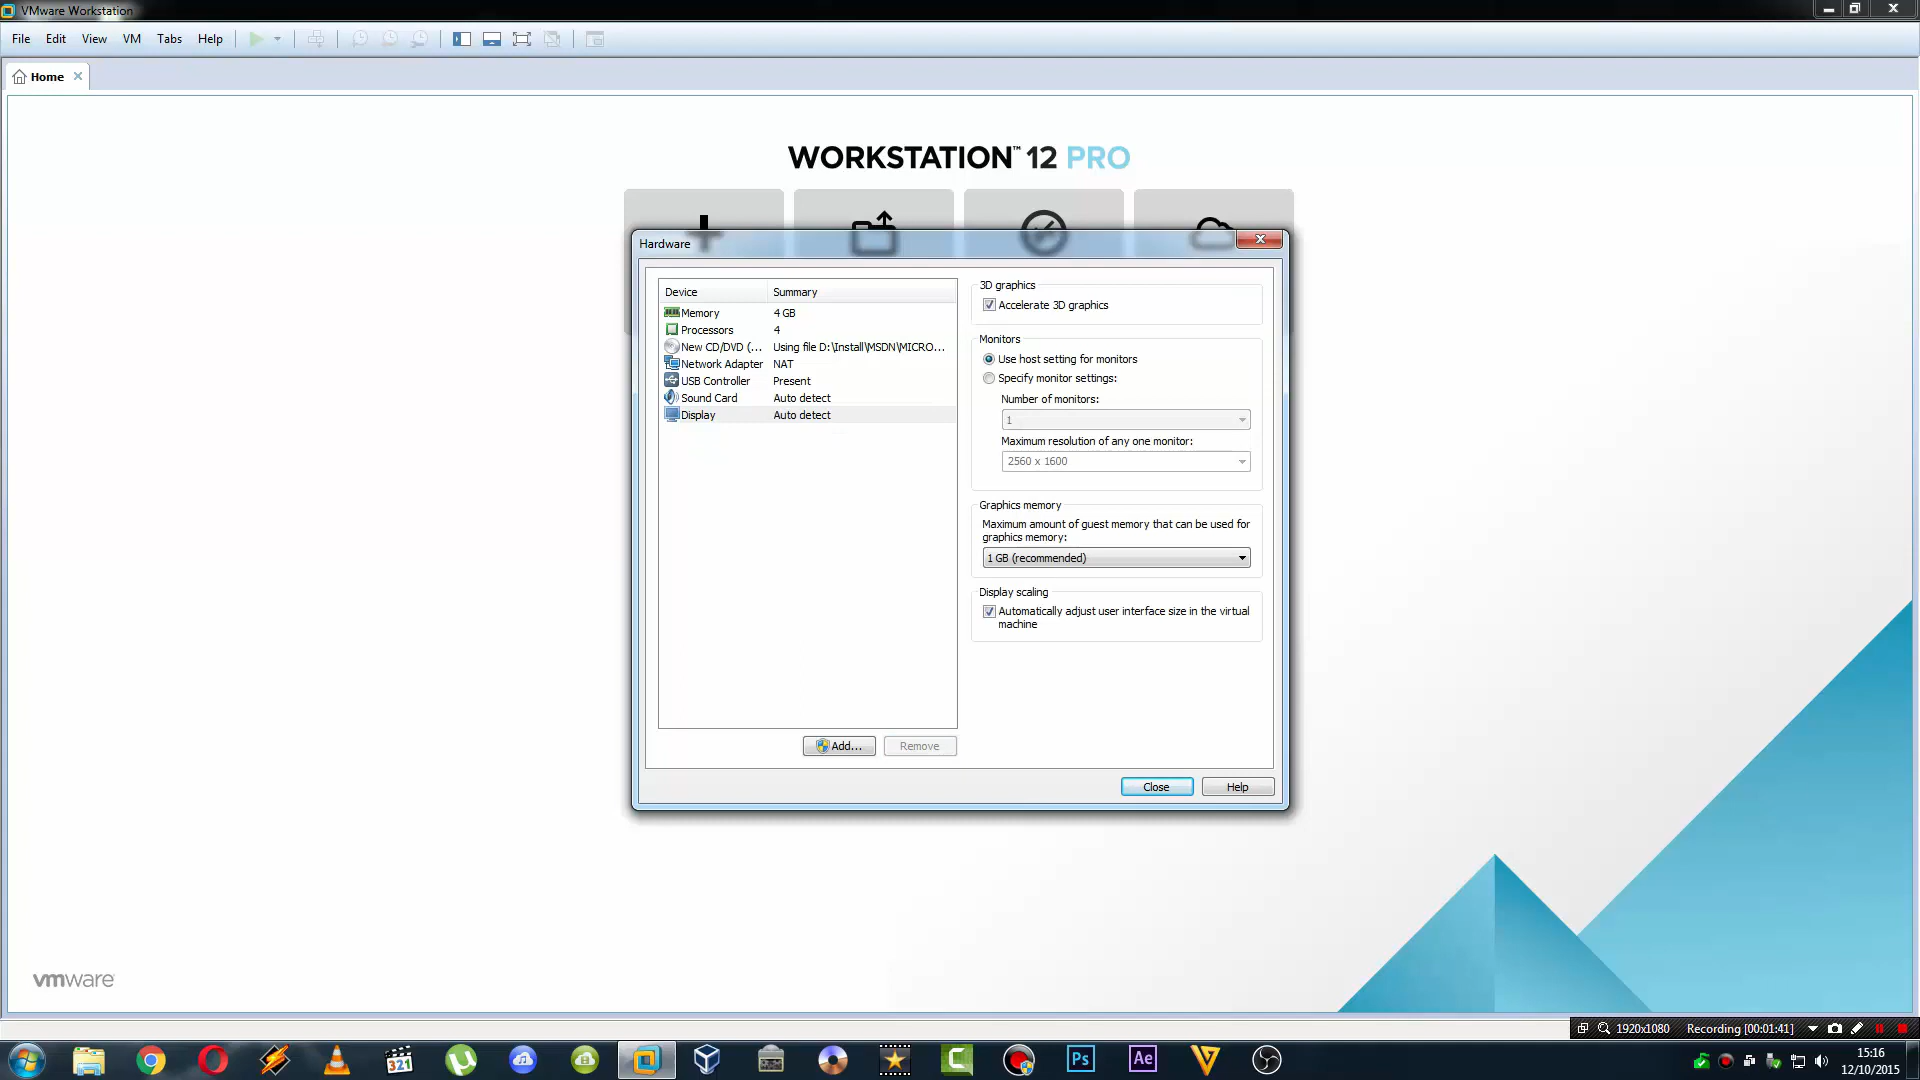 VMware Workstation
File Edit View VM Tabs Help
Home
WORKSTATION™ 12 PRO
Hardware
Device Summary
Memory 4 GB
Processors 4
New CD/DVD (... Using file D:\Install\MSDN\MICRO...
Network Adapter NAT
USB Controller Present
Sound Card Auto detect
Display Auto detect
Add... Remove
3D graphics
Accelerate 3D graphics
Monitors
Use host setting for monitors
Specify monitor settings:
Number of monitors:
1
Maximum resolution of any one monitor:
2560 x 1600
Graphics memory
Maximum amount of guest memory that can be used for
graphics memory:
1 GB (recommended)
Display scaling
Automatically adjust user interface size in the virtual
machine
Close Help
vmware
1920x1080 Recording [00:01:41]
321
Ps
Ae
15:16
12/10/2015